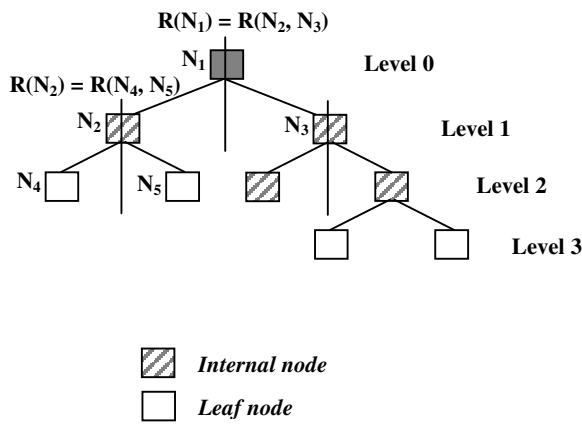 R(N1) = R(N2, N3)
N1
Level 0
R(N2) = R(N4, N5)
N2
N3
Level 1
N4
N5
Level 2
Level 3
Internal node
Leaf node